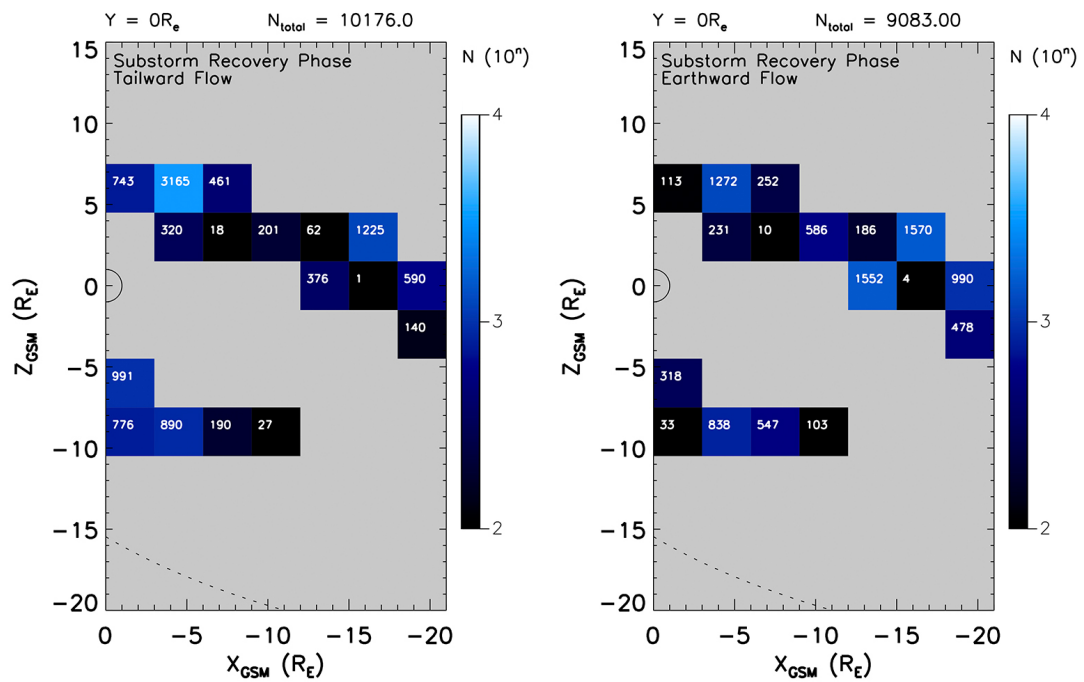 Y = 0Rₑ N_total = 10176.0
N (10ⁿ)
Substorm Recovery Phase
Tailward Flow
15
10
5
0
−5
−10
−15
−20
Z_GSM (R_E)
743 3165 461
320 18 201 62 1225
376 1 590
140
991
776 890 190 27
0 −5 −10 −15 −20
X_GSM (R_E)
4
3
2
Y = 0Rₑ N_total = 9083.00
N (10ⁿ)
Substorm Recovery Phase
Earthward Flow
15
10
5
0
−5
−10
−15
−20
Z_GSM (R_E)
113 1272 252
231 10 586 186 1570
1552 4 990
478
318
33 838 547 103
0 −5 −10 −15 −20
X_GSM (R_E)
4
3
2